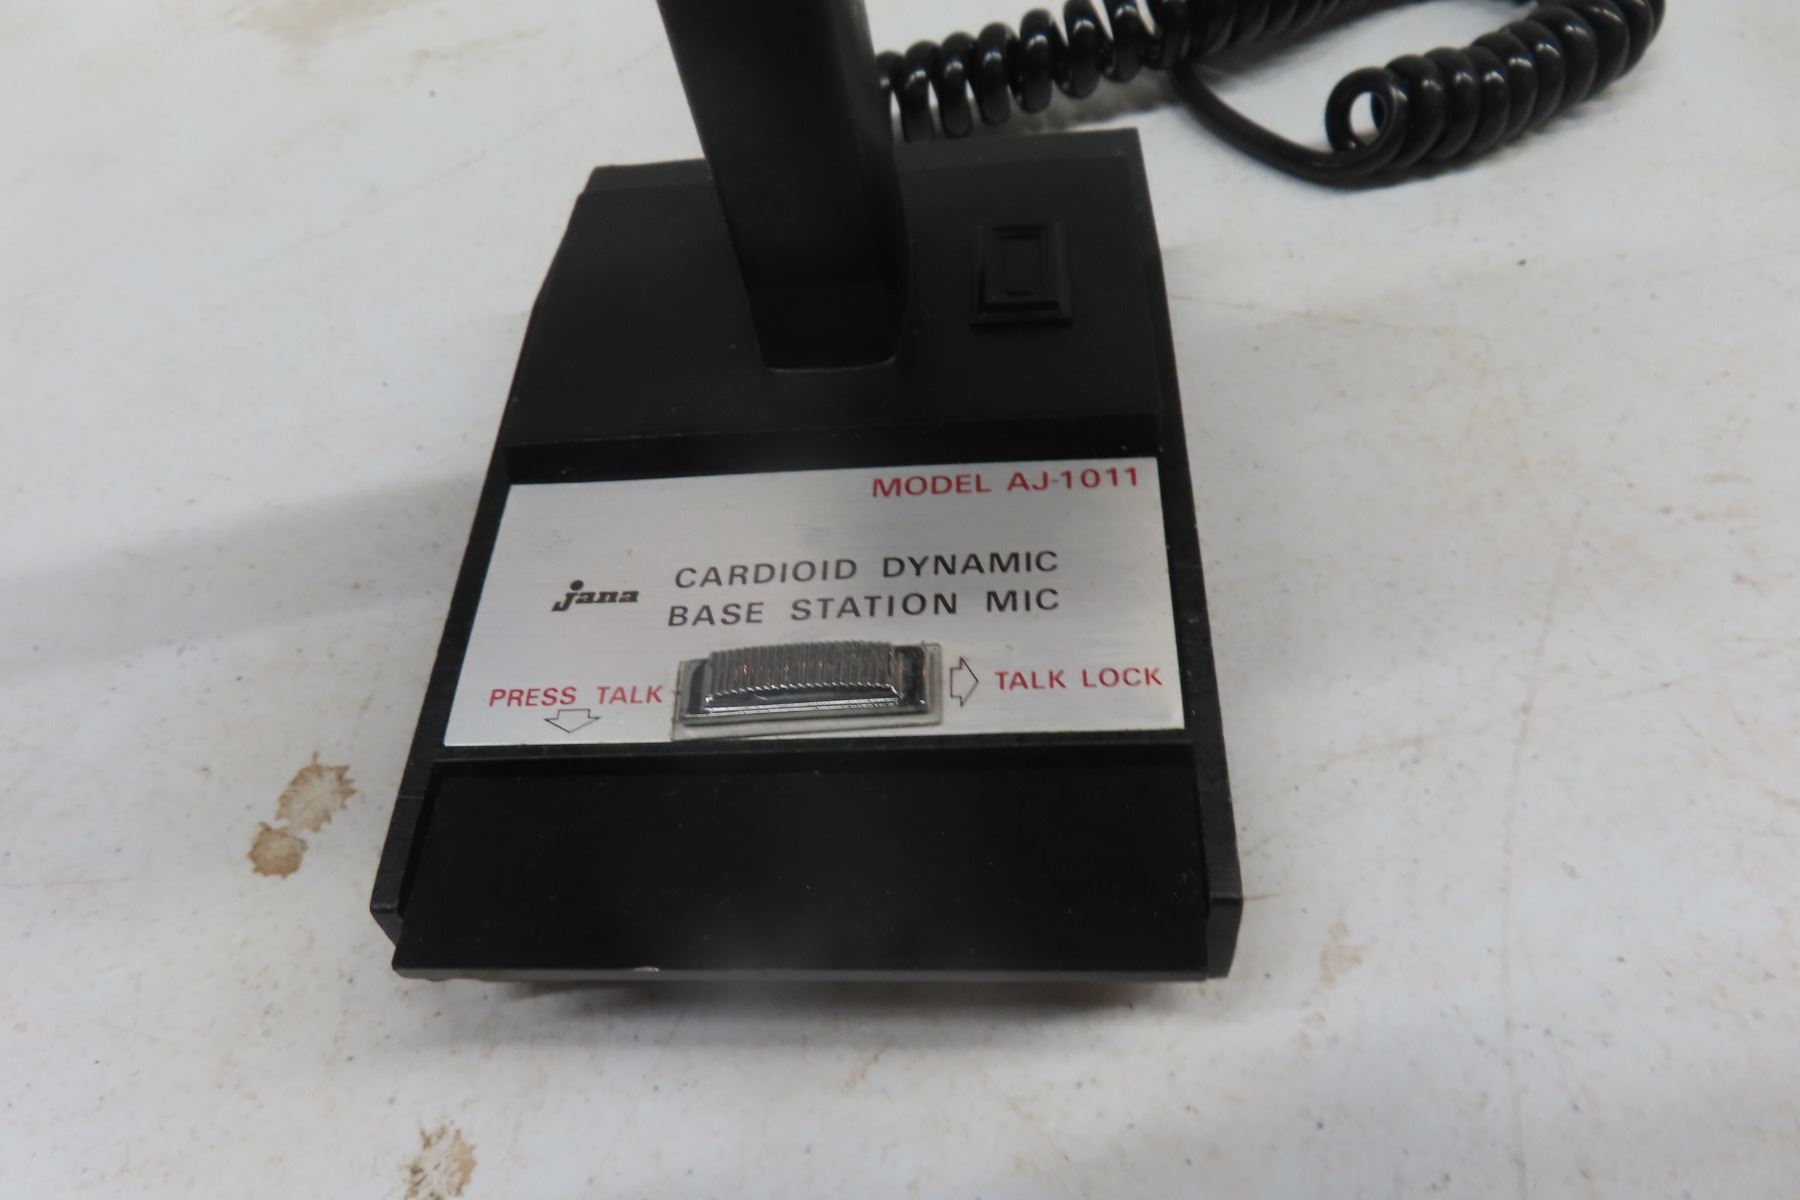 MODEL AJ-1011
CARDIOID DYNAMIC
jana
BASE STATION MIC
PRESS TALK
TALK LOCK